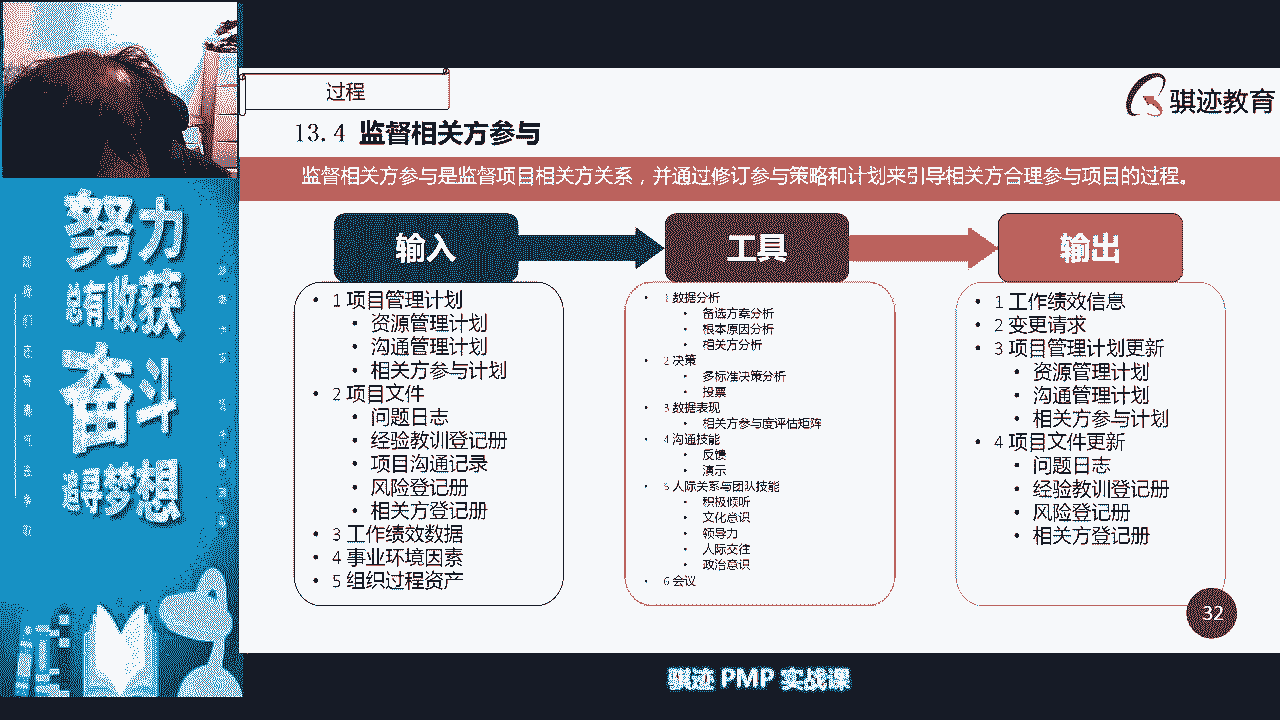 过程
骐迹教育
13.4 监督相关方参与
监督相关方参与是监督项目相关方关系，并通过修订参与策略和计划来引导相关方合理参与项目的过程。
输入
• 1 项目管理计划
• 资源管理计划
• 沟通管理计划
• 相关方参与计划
• 2 项目文件
• 问题日志
• 经验教训登记册
• 项目沟通记录
• 风险登记册
• 相关方登记册
• 3 工作绩效数据
• 4 事业环境因素
• 5 组织过程资产
工具
• 1 数据分析
• 备选方案分析
• 根本原因分析
• 相关方分析
• 2 决策
• 多标准决策分析
• 投票
• 3 数据表现
• 相关方参与度评估矩阵
• 4 沟通技能
• 反馈
• 演示
• 5 人际关系与团队技能
• 积极倾听
• 文化意识
• 领导力
• 人际交往
• 政治意识
• 6 会议
输出
• 1 工作绩效信息
• 2 变更请求
• 3 项目管理计划更新
• 资源管理计划
• 沟通管理计划
• 相关方参与计划
• 4 项目文件更新
• 问题日志
• 经验教训登记册
• 风险登记册
• 相关方登记册
32
努力
总有收获
奋斗
追寻梦想
骐迹 PMP 实战课